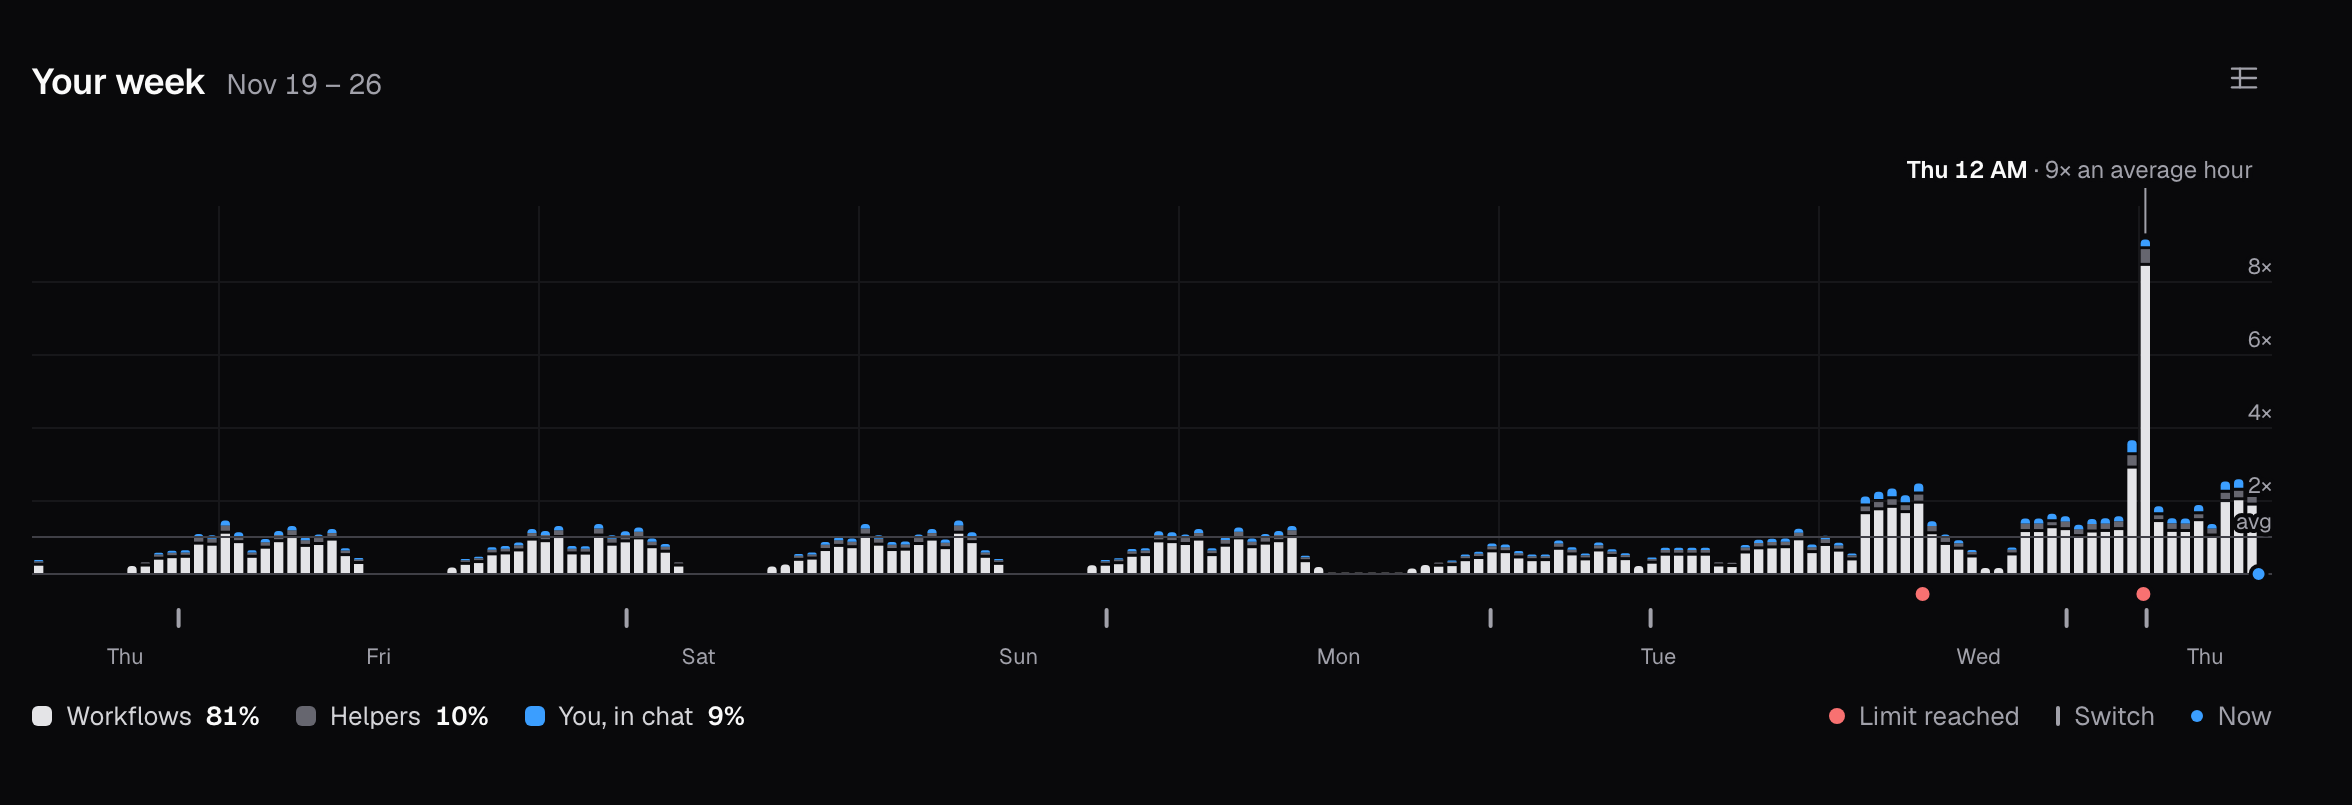 Your week Nov 19 – 26
Thu 12 AM · 9× an average hour
8×
6×
4×
2×
avg
Thu Fri Sat Sun Mon Tue Wed Thu
Workflows 81% Helpers 10% You, in chat 9% Limit reached Switch Now